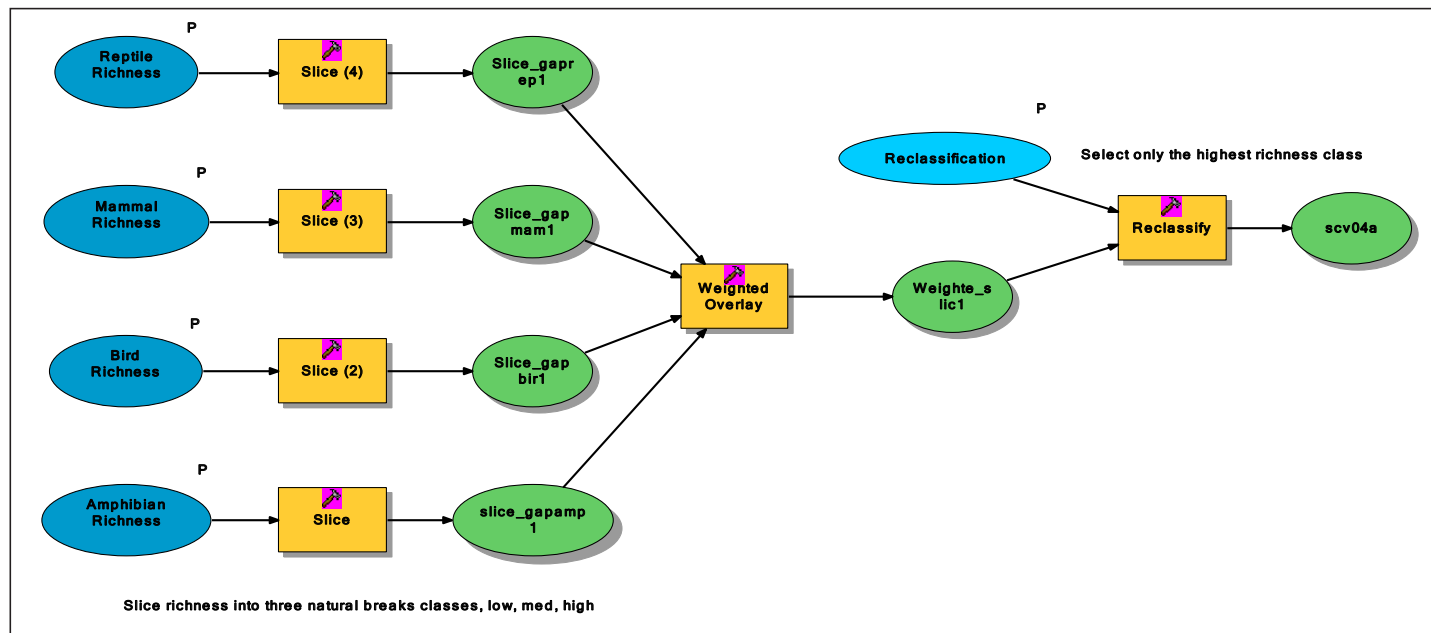 P
Reptile
Richness
Slice (4)
Slice_gapr
ep1
P
Mammal
Richness
Slice (3)
Slice_gap
mam1
P
Bird
Richness
Slice (2)
Slice_gap
bir1
P
Amphibian
Richness
Slice
slice_gapamp
1
Weighted
Overlay
Weighte_s
lic1
P
Reclassification
Select only the highest richness class
Reclassify
scv04a
Slice richness into three natural breaks classes, low, med, high